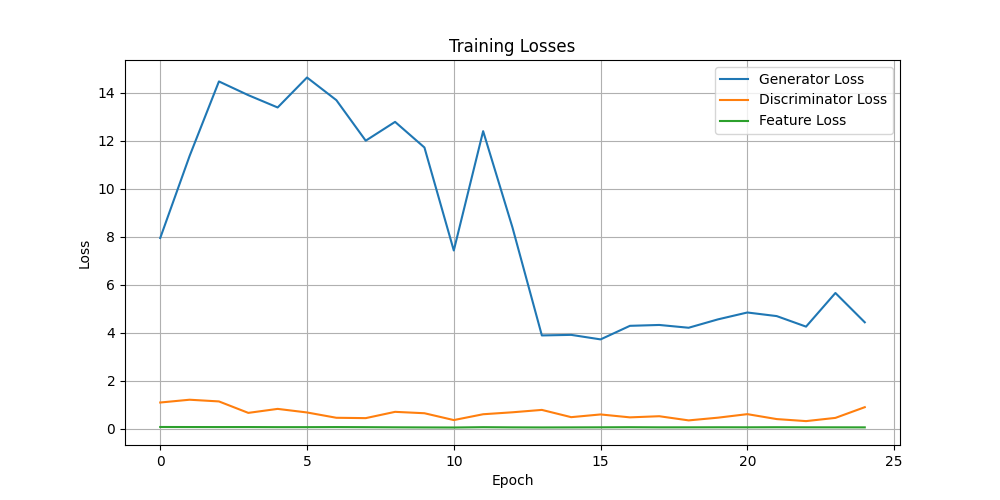 Training Losses
Generator Loss
Discriminator Loss
Feature Loss
Loss
14
12
10
8
6
4
2
0
0 5 10 15 20 25
Epoch